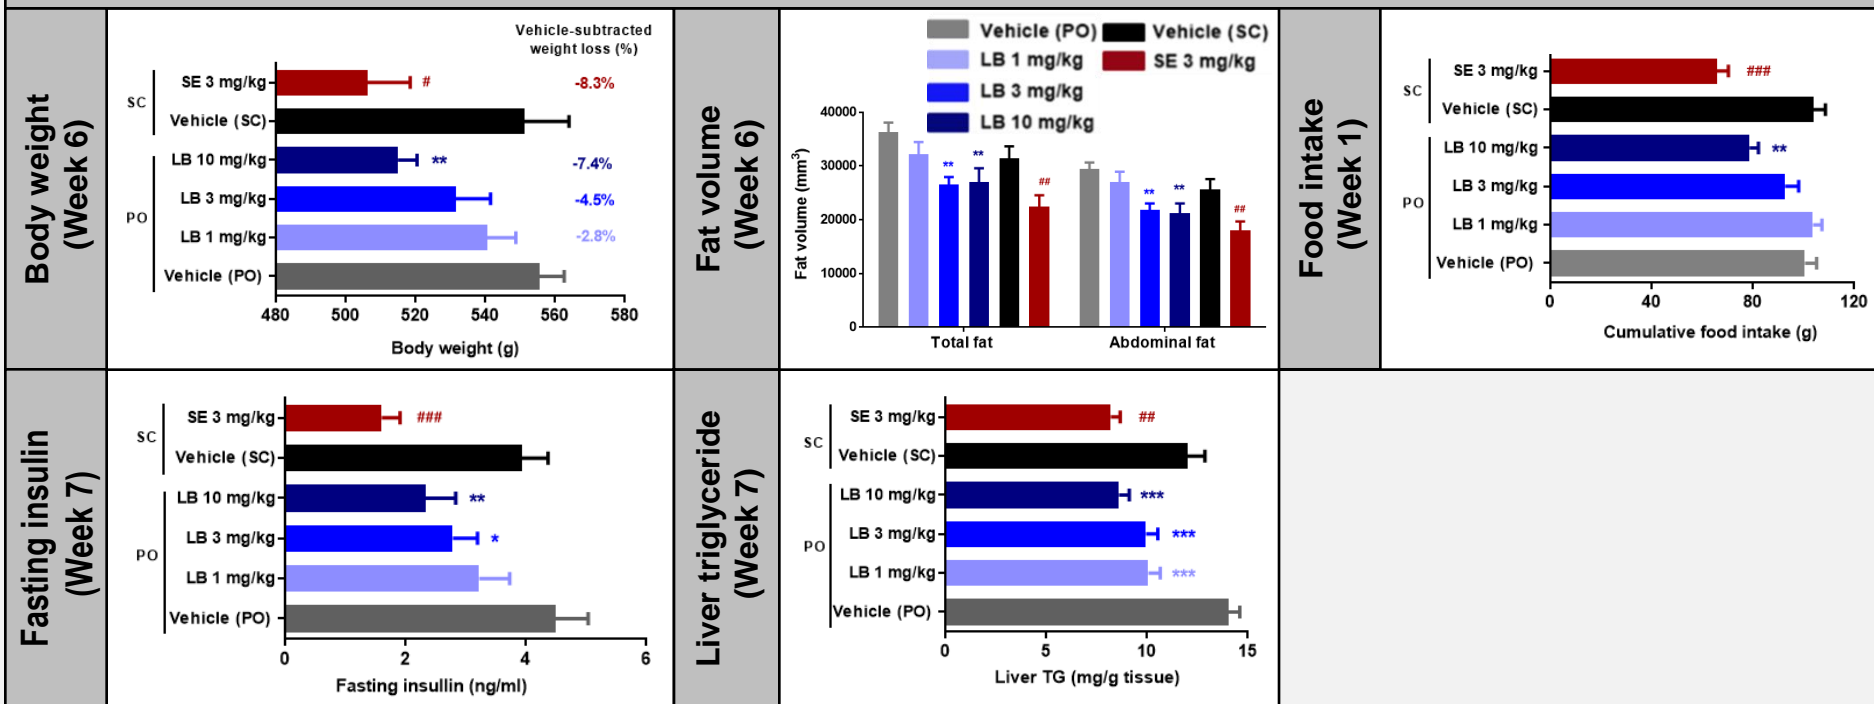 Body weight
(Week 6)
Vehicle-subtracted
weight loss (%)
SC
PO
SE 3 mg/kg
#
-8.3%
Vehicle (SC)
LB 10 mg/kg
**
-7.4%
LB 3 mg/kg
-4.5%
LB 1 mg/kg
-2.8%
Vehicle (PO)
480 500 520 540 560 580
Body weight (g)
Fat volume
(Week 6)
Vehicle (PO) Vehicle (SC)
LB 1 mg/kg SE 3 mg/kg
LB 3 mg/kg
LB 10 mg/kg
Fat volume (mm3)
40000
30000
20000
10000
0
** ** ##
** ** ##
Total fat Abdominal fat
Food intake
(Week 1)
SC
PO
SE 3 mg/kg ###
Vehicle (SC)
LB 10 mg/kg **
LB 3 mg/kg
LB 1 mg/kg
Vehicle (PO)
0 40 80 120
Cumulative food intake (g)
Fasting insulin
(Week 7)
SC
PO
SE 3 mg/kg ###
Vehicle (SC)
LB 10 mg/kg **
LB 3 mg/kg *
LB 1 mg/kg
Vehicle (PO)
0 2 4 6
Fasting insullin (ng/ml)
Liver triglyceride
(Week 7)
SC
PO
SE 3 mg/kg ##
Vehicle (SC)
LB 10 mg/kg ***
LB 3 mg/kg ***
LB 1 mg/kg ***
Vehicle (PO)
0 5 10 15
Liver TG (mg/g tissue)